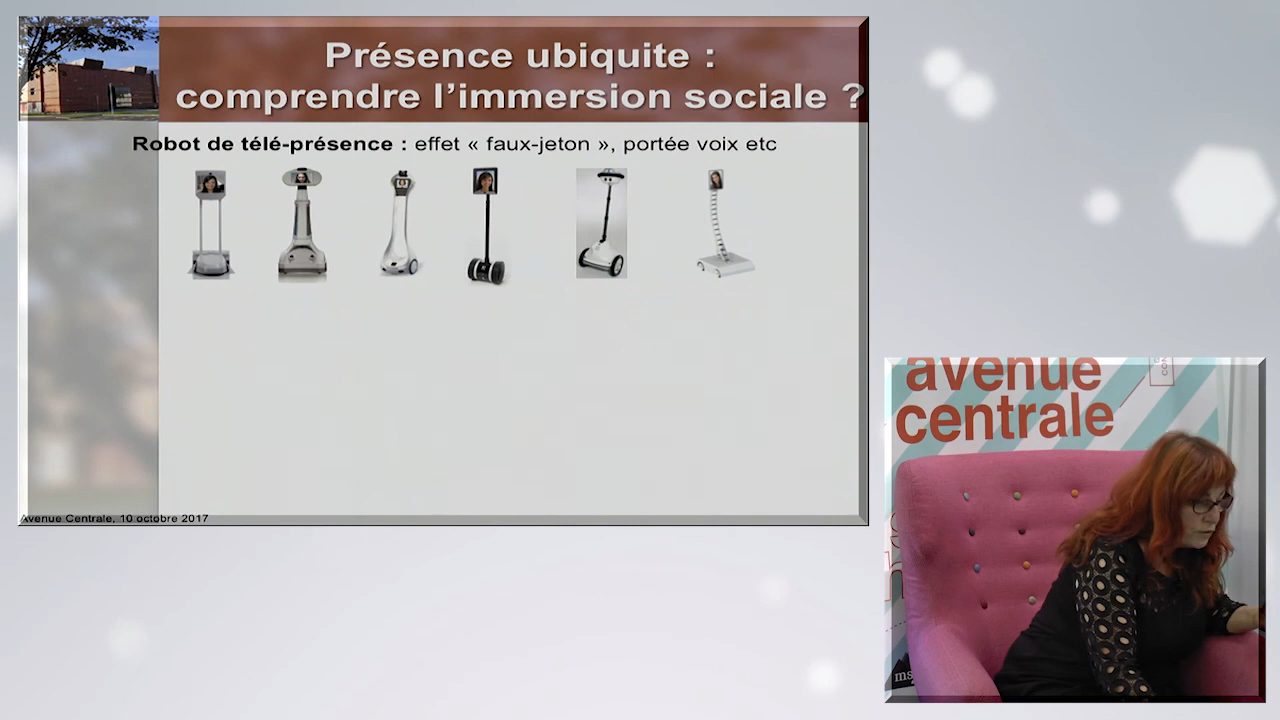 Présence ubiquite :
comprendre l’immersion sociale ?
Robot de télé-présence : effet « faux-jeton », portée voix etc
Avenue Centrale, 10 octobre 2017
avenue
centrale